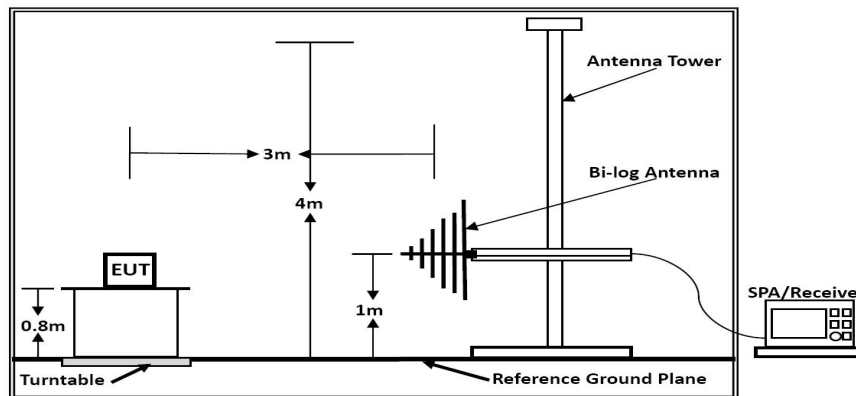 Antenna Tower
3m
Bi-log Antenna
4m
EUT
1m
0.8m
SPA/Receive
Turntable
Reference Ground Plane